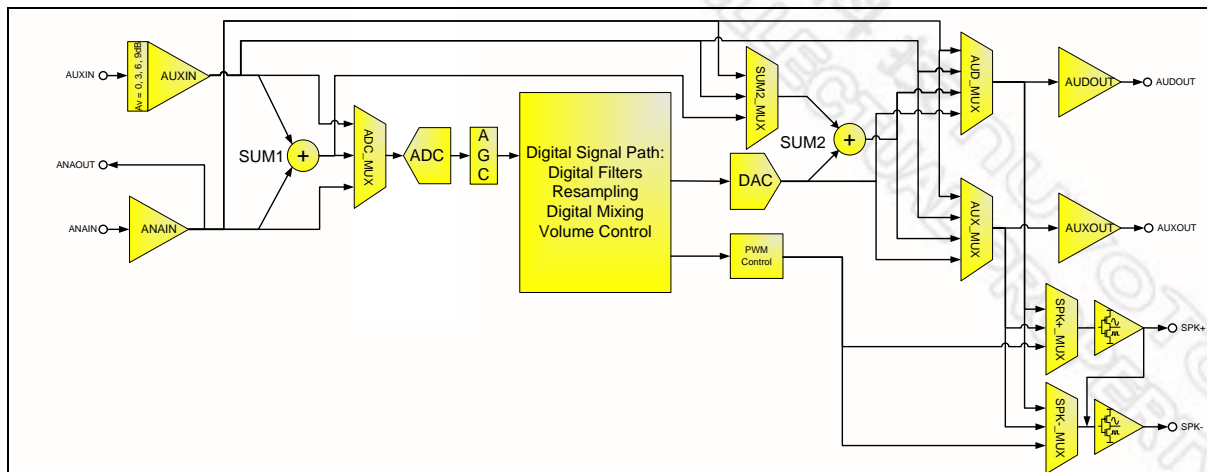 AUXIN
Av = 0, 3, 6, 9dB
AUXIN
ANAOUT
ANAIN
ANAIN
SUM1
+
ADC_MUX
ADC
AGC
Digital Signal Path:
Digital Filters
Resampling
Digital Mixing
Volume Control
SUM2_MUX
SUM2
+
DAC
PWM
Control
AUD_MUX
AUDOUT
AUDOUT
AUX_MUX
AUXOUT
AUXOUT
SPK+_MUX
SPK+
SPK-_MUX
SPK-